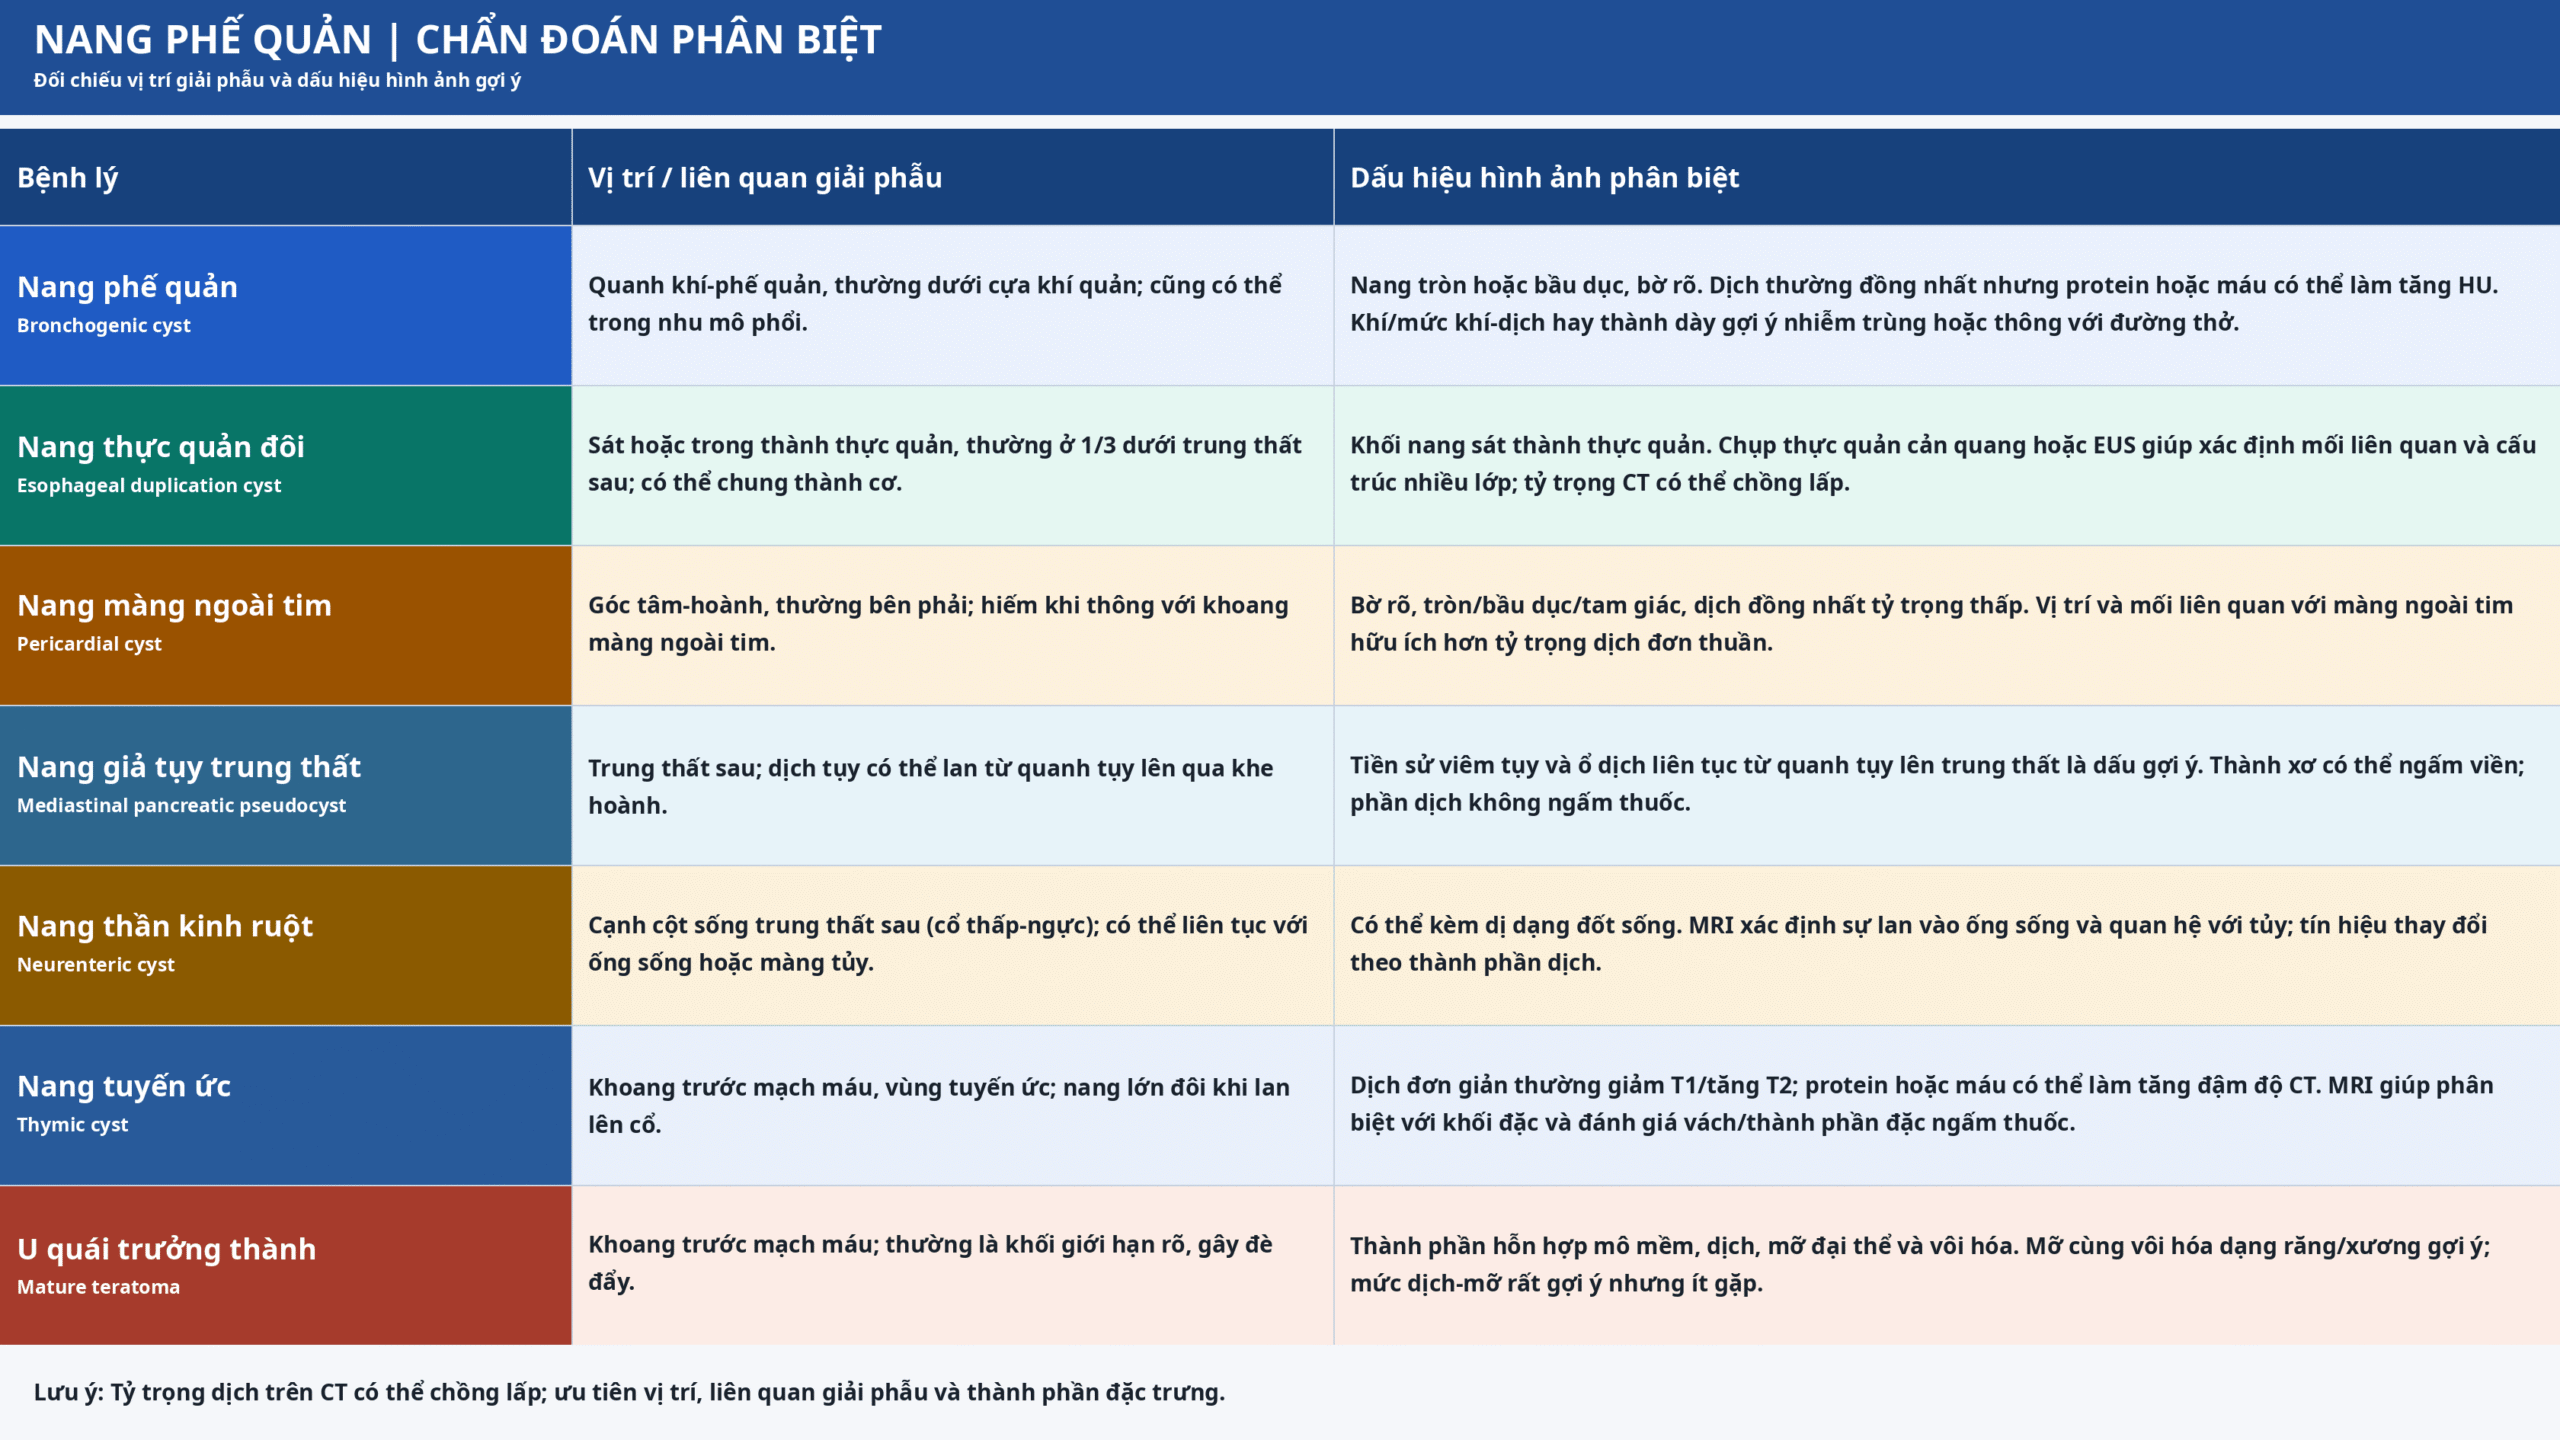 NANG PHẾ QUẢN | CHẨN ĐOÁN PHÂN BIỆT
Đối chiếu vị trí giải phẫu và dấu hiệu hình ảnh gợi ý
Bệnh lý
Vị trí / liên quan giải phẫu
Dấu hiệu hình ảnh phân biệt
Nang phế quản
Bronchogenic cyst
Quanh khí-phế quản, thường dưới cựa khí quản; cũng có thể
trong nhu mô phổi.
Nang tròn hoặc bầu dục, bờ rõ. Dịch thường đồng nhất nhưng protein hoặc máu có thể làm tăng HU.
Khí/mức khí-dịch hay thành dày gợi ý nhiễm trùng hoặc thông với đường thở.
Nang thực quản đôi
Esophageal duplication cyst
Sát hoặc trong thành thực quản, thường ở 1/3 dưới trung thất
sau; có thể chung thành cơ.
Khối nang sát thành thực quản. Chụp thực quản cản quang hoặc EUS giúp xác định mối liên quan và cấu
trúc nhiều lớp; tỷ trọng CT có thể chồng lấp.
Nang màng ngoài tim
Pericardial cyst
Góc tâm-hoành, thường bên phải; hiếm khi thông với khoang
màng ngoài tim.
Bờ rõ, tròn/bầu dục/tam giác, dịch đồng nhất tỷ trọng thấp. Vị trí và mối liên quan với màng ngoài tim
hữu ích hơn tỷ trọng dịch đơn thuần.
Nang giả tụy trung thất
Mediastinal pancreatic pseudocyst
Trung thất sau; dịch tụy có thể lan từ quanh tụy lên qua khe
hoành.
Tiền sử viêm tụy và ổ dịch liên tục từ quanh tụy lên trung thất là dấu gợi ý. Thành xơ có thể ngấm viền;
phần dịch không ngấm thuốc.
Nang thần kinh ruột
Neurenteric cyst
Cạnh cột sống trung thất sau (cổ thấp-ngực); có thể liên tục với
ống sống hoặc màng tủy.
Có thể kèm dị dạng đốt sống. MRI xác định sự lan vào ống sống và quan hệ với tủy; tín hiệu thay đổi
theo thành phần dịch.
Nang tuyến ức
Thymic cyst
Khoang trước mạch máu, vùng tuyến ức; nang lớn đôi khi lan
lên cổ.
Dịch đơn giản thường giảm T1/tăng T2; protein hoặc máu có thể làm tăng đậm độ CT. MRI giúp phân
biệt với khối đặc và đánh giá vách/thành phần đặc ngấm thuốc.
U quái trưởng thành
Mature teratoma
Khoang trước mạch máu; thường là khối giới hạn rõ, gây đè
đẩy.
Thành phần hỗn hợp mô mềm, dịch, mỡ đại thể và vôi hóa. Mỡ cùng vôi hóa dạng răng/xương gợi ý;
mức dịch-mỡ rất gợi ý nhưng ít gặp.
Lưu ý: Tỷ trọng dịch trên CT có thể chồng lấp; ưu tiên vị trí, liên quan giải phẫu và thành phần đặc trưng.